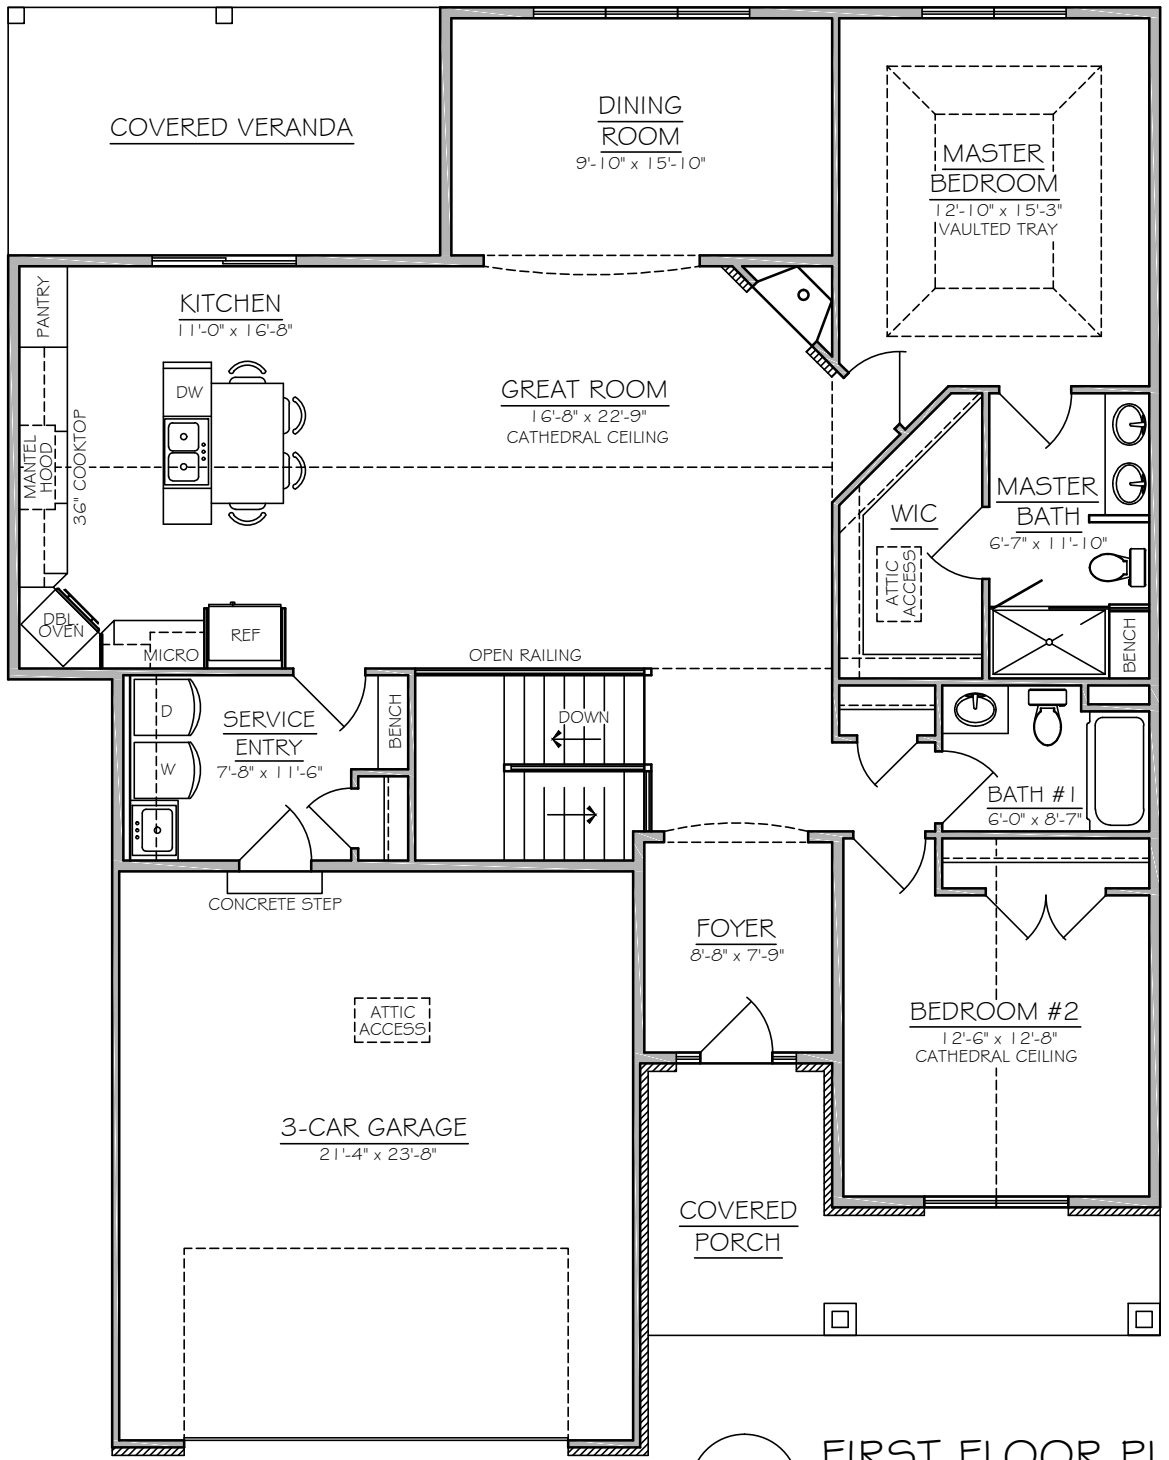 COVERED VERANDA
DINING
ROOM
9'-10" x 15'-10"
MASTER
BEDROOM
12'-10" x 15'-3"
VAULTED TRAY
PANTRY
KITCHEN
11'-0" x 16'-8"
DW
MANTEL
HOOD
36" COOKTOP
GREAT ROOM
16'-8" x 22'-9"
CATHEDRAL CEILING
WIC
ATTIC
ACCESS
MASTER
BATH
6'-7" x 11'-10"
BENCH
DBL.
OVEN
MICRO
REF
OPEN RAILING
D
W
SERVICE
ENTRY
7'-8" x 11'-6"
BENCH
DOWN
BATH #1
6'-0" x 8'-7"
CONCRETE STEP
FOYER
8'-8" x 7'-9"
ATTIC
ACCESS
BEDROOM #2
12'-6" x 12'-8"
CATHEDRAL CEILING
3-CAR GARAGE
21'-4" x 23'-8"
COVERED
PORCH
FIRST FLOOR